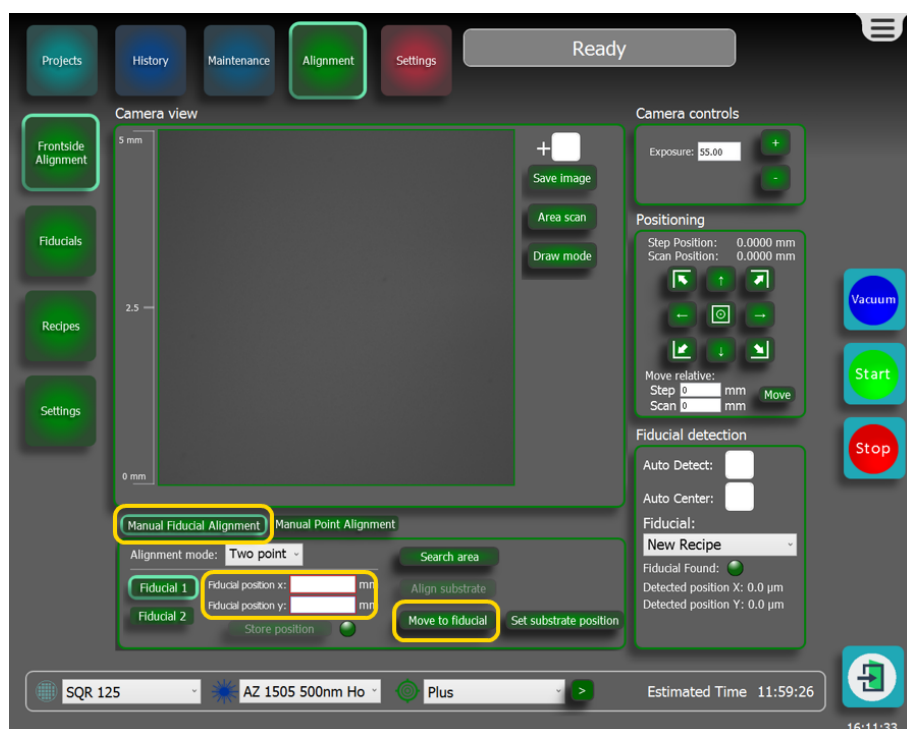 Projects
History
Maintenance
Alignment
Settings
Ready
Frontside
Alignment
Fiducials
Recipes
Settings
Camera view
5 mm
2.5
0 mm
+
Save image
Area scan
Draw mode
Camera controls
Exposure: 55.00
+
-
Positioning
Step Position: 0.0000 mm
Scan Position: 0.0000 mm
Move relative:
Step 0 mm
Scan 0 mm
Move
Fiducial detection
Auto Detect:
Auto Center:
Fiducial:
New Recipe
Fiducial Found:
Detected position X: 0.0 µm
Detected position Y: 0.0 µm
Vacuum
Start
Stop
Manual Fiducial Alignment
Manual Point Alignment
Alignment mode: Two point
Fiducial 1
Fiducial 2
Fiducial position x: mm
Fiducial position y: mm
Store position
Search area
Align substrate
Move to fiducial
Set substrate position
SQR 125
AZ 1505 500nm Ho
Plus
>
Estimated Time 11:59:26
16:11:33